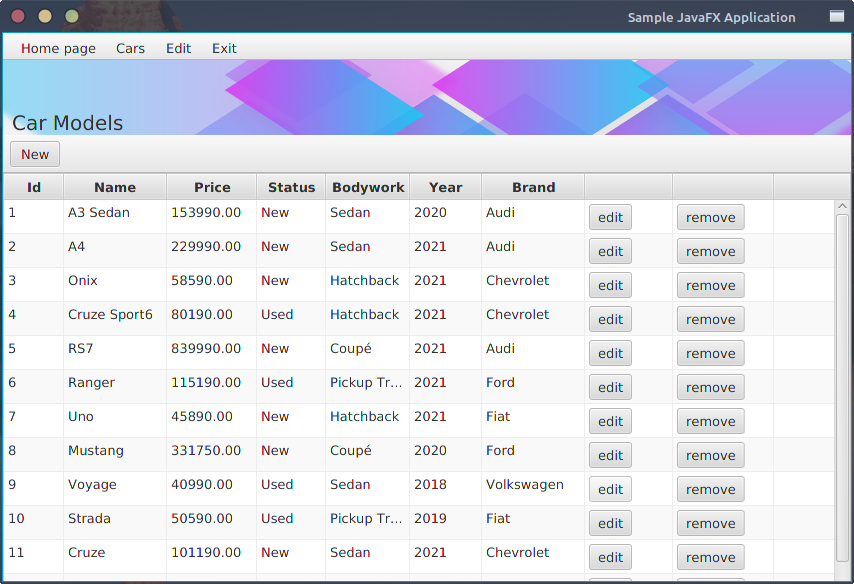 Sample JavaFX Application
Home page Cars Edit Exit
Car Models
New
Id Name Price Status Bodywork Year Brand
1 A3 Sedan 153990.00 New Sedan 2020 Audi edit remove
2 A4 229990.00 New Sedan 2021 Audi edit remove
3 Onix 58590.00 New Hatchback 2021 Chevrolet edit remove
4 Cruze Sport6 80190.00 Used Hatchback 2021 Chevrolet edit remove
5 RS7 839990.00 New Coupé 2021 Audi edit remove
6 Ranger 115190.00 Used Pickup Tr... 2021 Ford edit remove
7 Uno 45890.00 New Hatchback 2021 Fiat edit remove
8 Mustang 331750.00 New Coupé 2020 Ford edit remove
9 Voyage 40990.00 Used Sedan 2018 Volkswagen edit remove
10 Strada 50590.00 Used Pickup Tr... 2019 Fiat edit remove
11 Cruze 101190.00 New Sedan 2021 Chevrolet edit remove